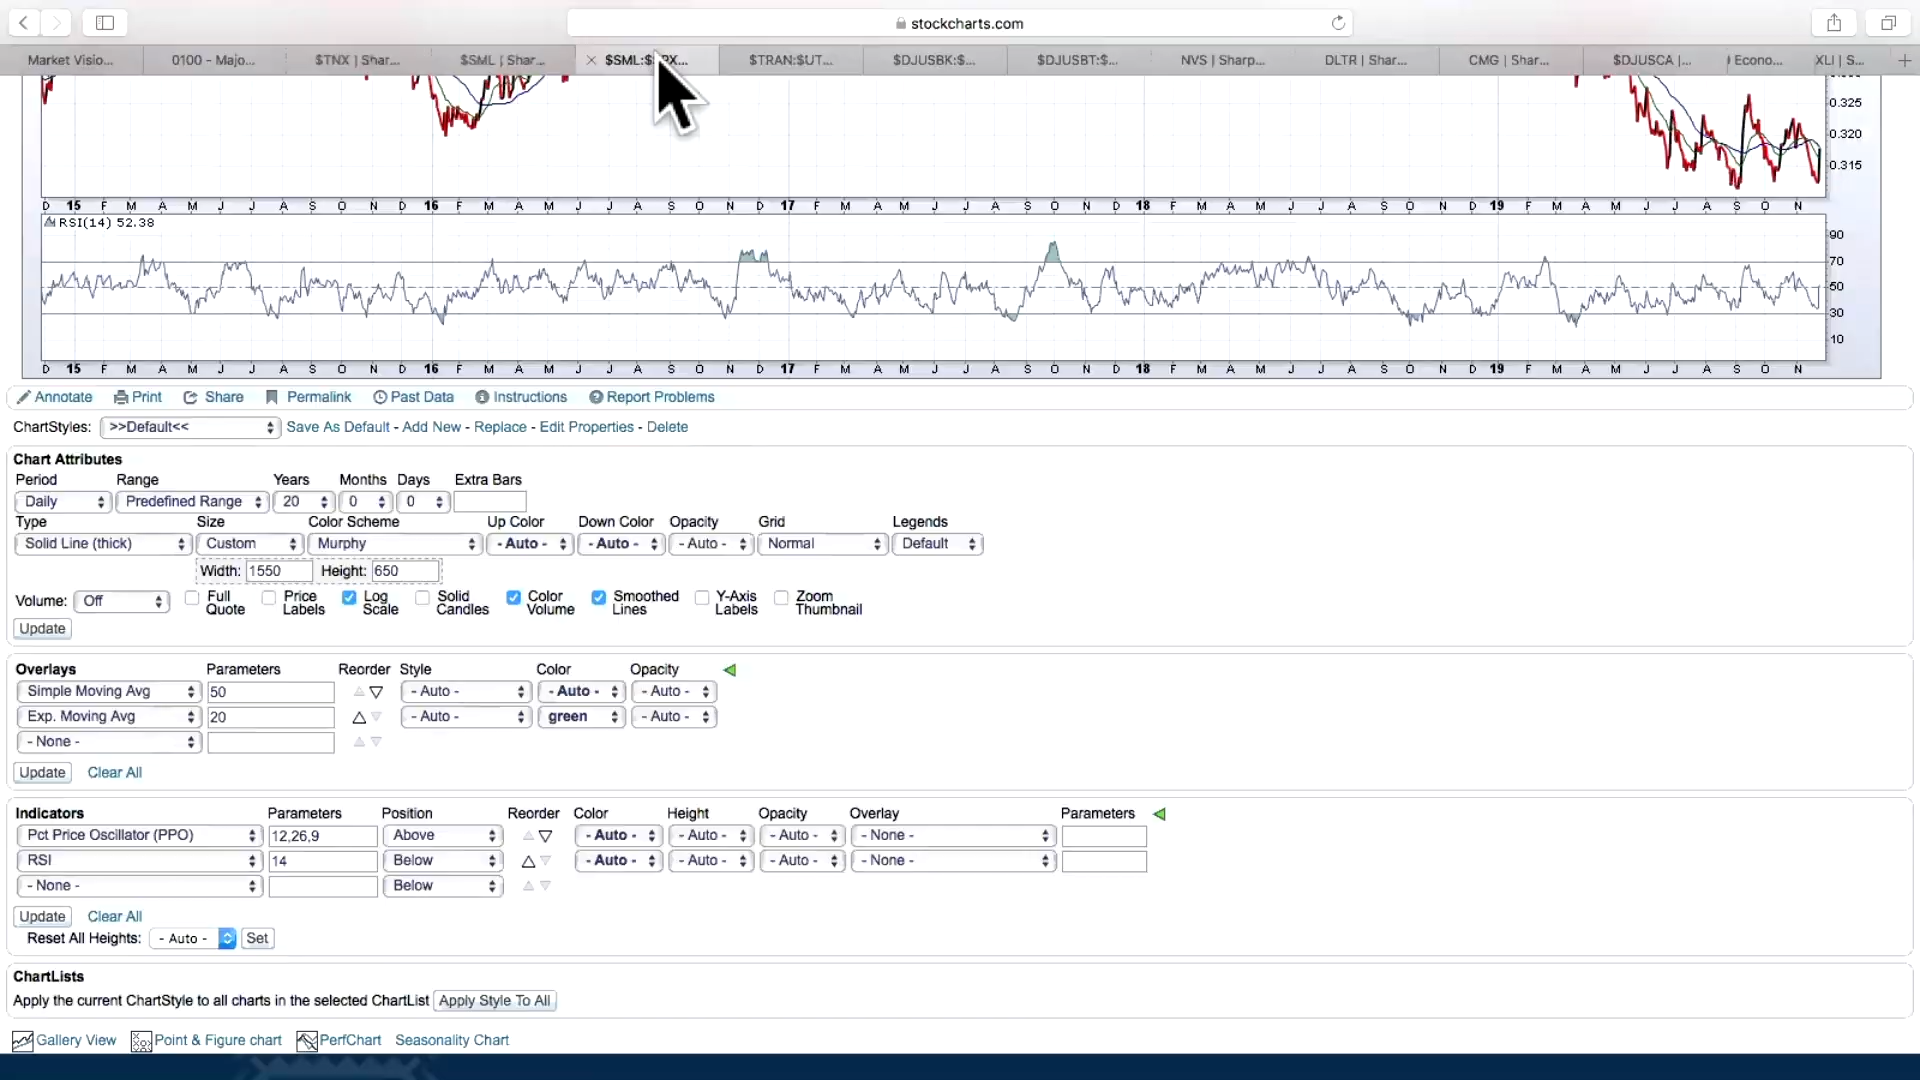 stockcharts.com
Market Visio... 0100 - Majo... $TNX | Shar... $SML | Shar... $TRAN:$UT... $DJUSBK:$... $DJUSBT:$... NVS | Sharp... DLTR | Shar... CMG | Shar... $DJUSCA |... Econo... XLI | S...
0.325
0.320
0.315
D 15 F M A M J J A S O N D 16 F M A M J J A S O N D 17 F M A M J J A S O N D 18 F M A M J J A S O N D 19 F M A M J J A S O N
RSI(14) 52.38
90
70
50
30
10
D 15 F M A M J J A S O N D 16 F M A M J J A S O N D 17 F M A M J J A S O N D 18 F M A M J J A S O N D 19 F M A M J J A S O N
Annotate Print Share Permalink Past Data Instructions Report Problems
ChartStyles: >>Default<< Save As Default - Add New - Replace - Edit Properties - Delete
Chart Attributes
Period Range Years Months Days Extra Bars
Daily Predefined Range 20 0 0
Type Size Color Scheme Up Color Down Color Opacity Grid Legends
Solid Line (thick) Custom Murphy - Auto - - Auto - - Auto - Normal Default
Width: 1550 Height: 650
Volume: Off Full Quote Price Labels Log Scale Solid Candles Color Volume Smoothed Lines Y-Axis Labels Zoom Thumbnail
Update
Overlays Parameters Reorder Style Color Opacity
Simple Moving Avg 50 - Auto - - Auto - - Auto -
Exp. Moving Avg 20 - Auto - green - Auto -
- None -
Update Clear All
Indicators Parameters Position Reorder Color Height Opacity Overlay Parameters
Pct Price Oscillator (PPO) 12,26,9 Above - Auto - - Auto - - Auto - - None -
RSI 14 Below - Auto - - Auto - - Auto - - None -
- None - Below
Update Clear All
Reset All Heights: - Auto - Set
ChartLists
Apply the current ChartStyle to all charts in the selected ChartList Apply Style To All
Gallery View Point & Figure chart PerfChart Seasonality Chart